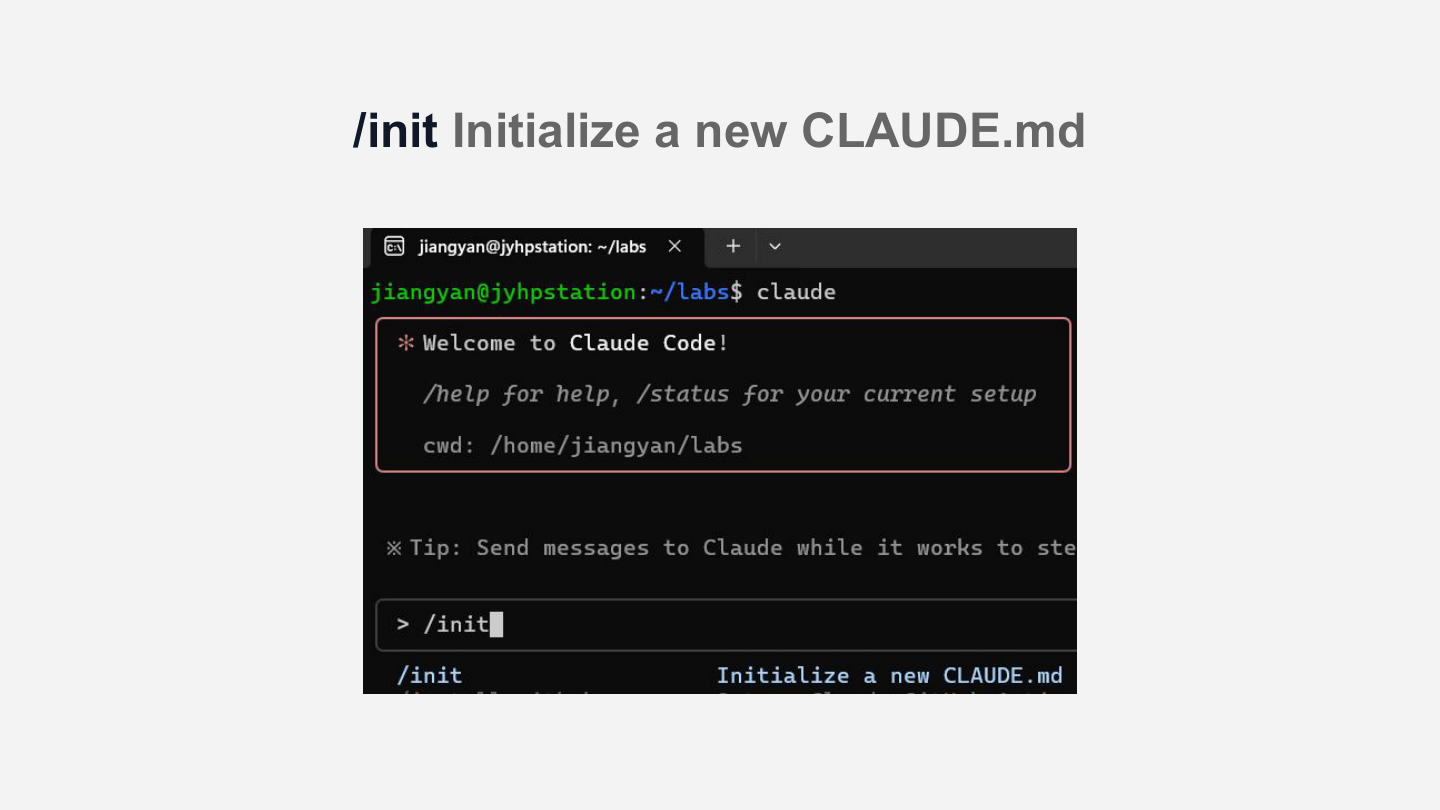 /init Initialize a new CLAUDE.md
jiangyan@jyhpstation: ~/labs
jiangyan@jyhpstation:~/labs$ claude
✻ Welcome to Claude Code!
/help for help, /status for your current setup
cwd: /home/jiangyan/labs
※ Tip: Send messages to Claude while it works to ste
> /init
/init Initialize a new CLAUDE.md